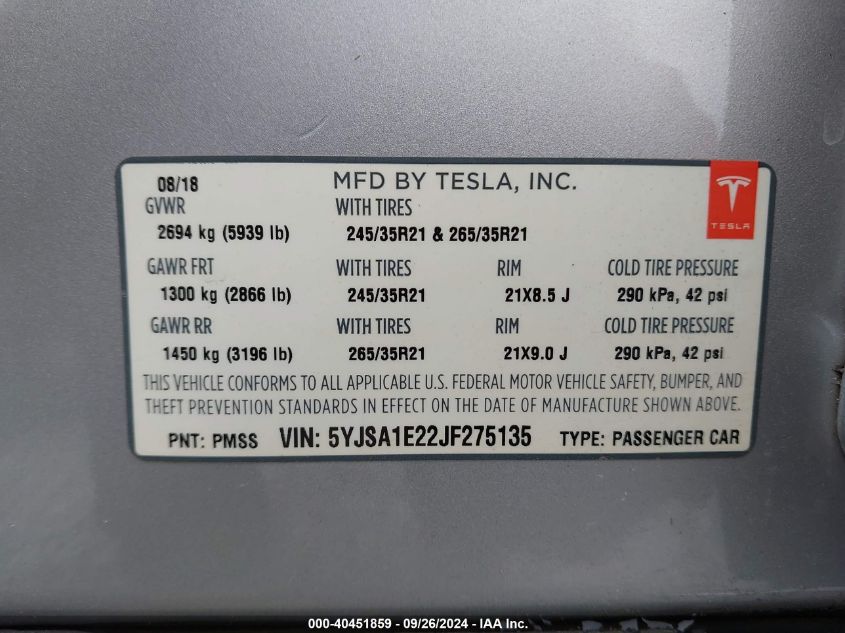 08/18 MFD BY TESLA, INC.
TESLA
GVWR WITH TIRES
2694 kg (5939 lb) 245/35R21 & 265/35R21
GAWR FRT WITH TIRES RIM COLD TIRE PRESSURE
1300 kg (2866 lb) 245/35R21 21X8.5 J 290 kPa, 42 psi
GAWR RR WITH TIRES RIM COLD TIRE PRESSURE
1450 kg (3196 lb) 265/35R21 21X9.0 J 290 kPa, 42 psi
THIS VEHICLE CONFORMS TO ALL APPLICABLE U.S. FEDERAL MOTOR VEHICLE SAFETY, BUMPER, AND
THEFT PREVENTION STANDARDS IN EFFECT ON THE DATE OF MANUFACTURE SHOWN ABOVE.
PNT: PMSS VIN: 5YJSA1E22JF275135 TYPE: PASSENGER CAR
000-40451859 - 09/26/2024 - IAA Inc.